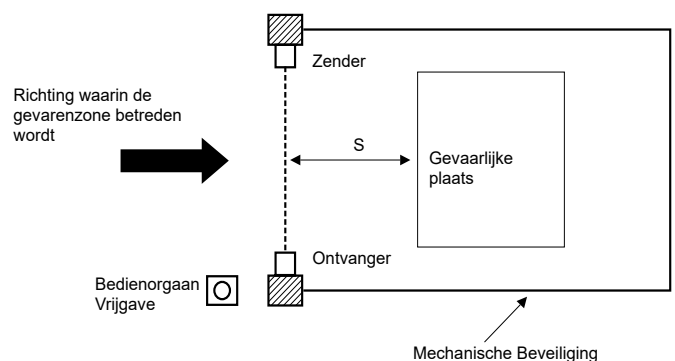 Zender
Richting waarin de
gevarenzone betreden
wordt
S
Gevaarlijke
plaats
Ontvanger
Bedienorgaan
Vrijgave
Mechanische Beveiliging